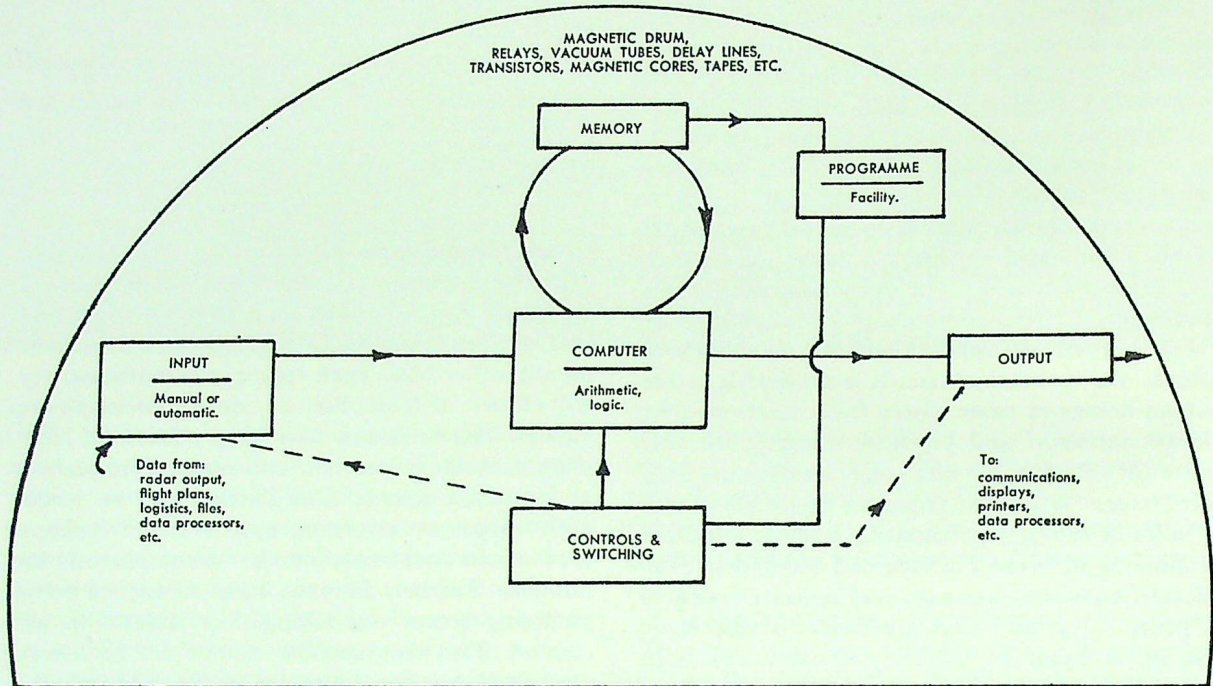 MAGNETIC DRUM,
RELAYS, VACUUM TUBES, DELAY LINES,
TRANSISTORS, MAGNETIC CORES, TAPES, ETC.
MEMORY
PROGRAMME
Facility.
INPUT
Manual or
automatic.
COMPUTER
Arithmetic,
logic.
OUTPUT
Data from:
radar output,
flight plans,
logistics, files,
data processors,
etc.
CONTROLS &
SWITCHING
To:
communications,
displays,
printers,
data processors,
etc.